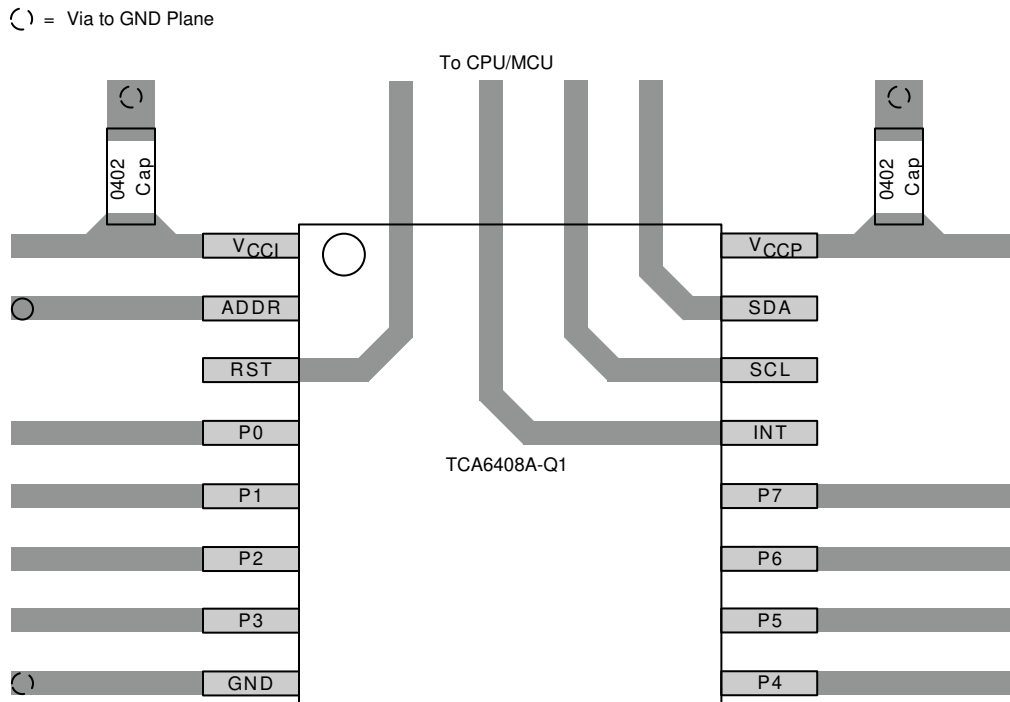 = Via to GND Plane
To CPU/MCU
0402
Cap
0402
Cap
VCCI
VCCP
ADDR
SDA
RST
SCL
P0
INT
TCA6408A-Q1
P1
P7
P2
P6
P3
P5
GND
P4